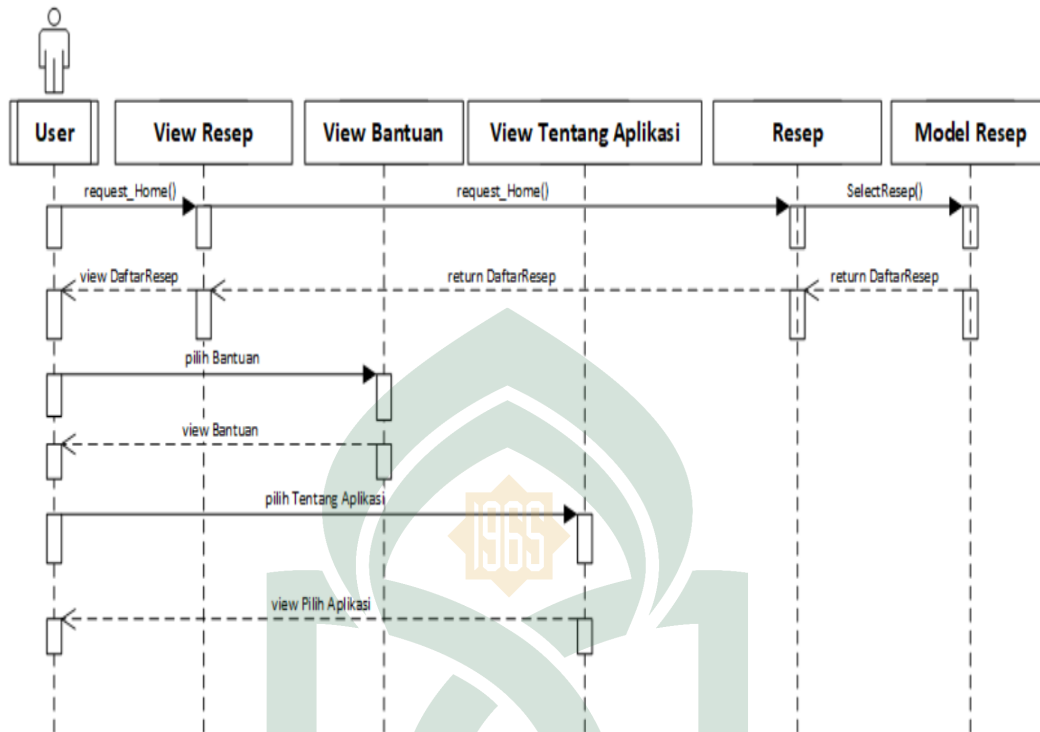 User
View Resep
View Bantuan
View Tentang Aplikasi
Resep
Model Resep
request_Home()
request_Home()
SelectResep()
view DaftarResep
return DaftarResep
return DaftarResep
pilih Bantuan
view Bantuan
pilih Tentang Aplikasi
1965
view Pilih Aplikasi